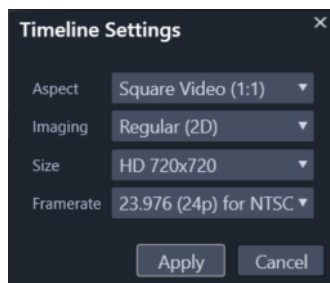 Timeline Settings
Aspect Square Video (1:1)
Imaging Regular (2D)
Size HD 720x720
Framerate 23.976 (24p) for NTSC
Apply Cancel